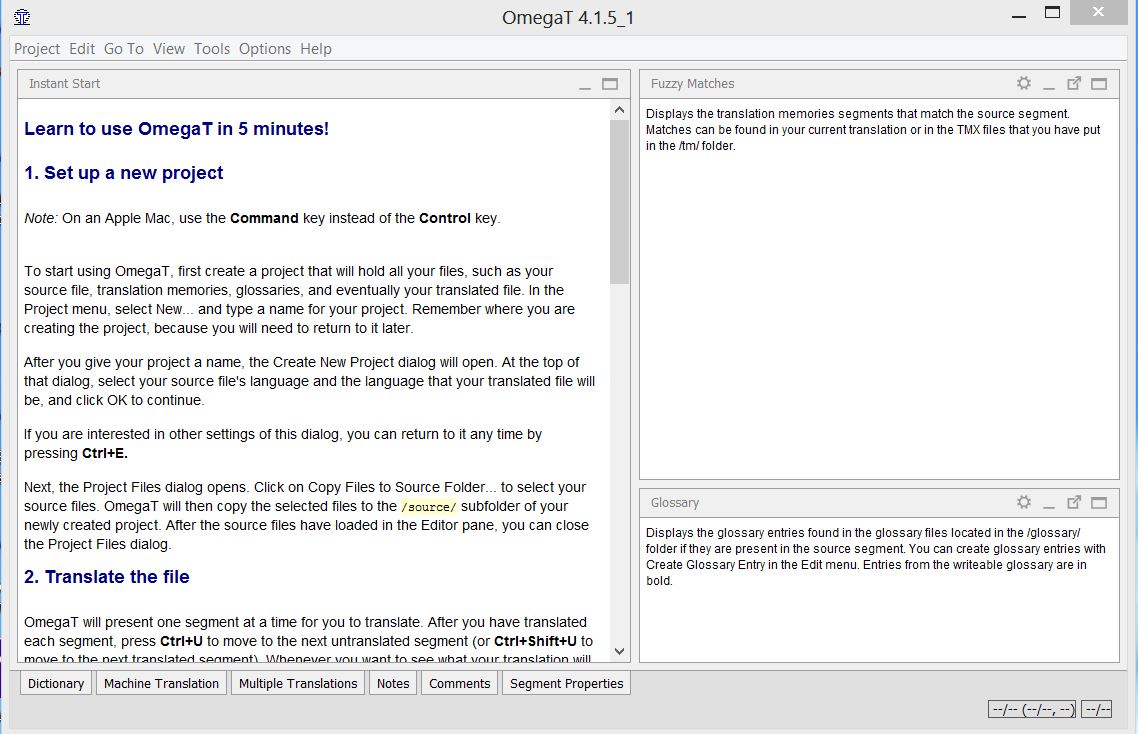 OmegaT 4.1.5_1
Project Edit Go To View Tools Options Help
Instant Start
Learn to use OmegaT in 5 minutes!
1. Set up a new project
Note: On an Apple Mac, use the Command key instead of the Control key.
To start using OmegaT, first create a project that will hold all your files, such as your
source file, translation memories, glossaries, and eventually your translated file. In the
Project menu, select New... and type a name for your project. Remember where you are
creating the project, because you will need to return to it later.
After you give your project a name, the Create New Project dialog will open. At the top of
that dialog, select your source file's language and the language that your translated file will
be, and click OK to continue.
If you are interested in other settings of this dialog, you can return to it any time by
pressing Ctrl+E.
Next, the Project Files dialog opens. Click on Copy Files to Source Folder... to select your
source files. OmegaT will then copy the selected files to the /source/ subfolder of your
newly created project. After the source files have loaded in the Editor pane, you can close
the Project Files dialog.
2. Translate the file
OmegaT will present one segment at a time for you to translate. After you have translated
each segment, press Ctrl+U to move to the next untranslated segment (or Ctrl+Shift+U to
move to the next translated segment). Whenever you want to see what your translation will
Fuzzy Matches
Displays the translation memories segments that match the source segment.
Matches can be found in your current translation or in the TMX files that you have put
in the /tm/ folder.
Glossary
Displays the glossary entries found in the glossary files located in the /glossary/
folder if they are present in the source segment. You can create glossary entries with
Create Glossary Entry in the Edit menu. Entries from the writeable glossary are in
bold.
Dictionary Machine Translation Multiple Translations Notes Comments Segment Properties
--/-- (--/--, --) --/--